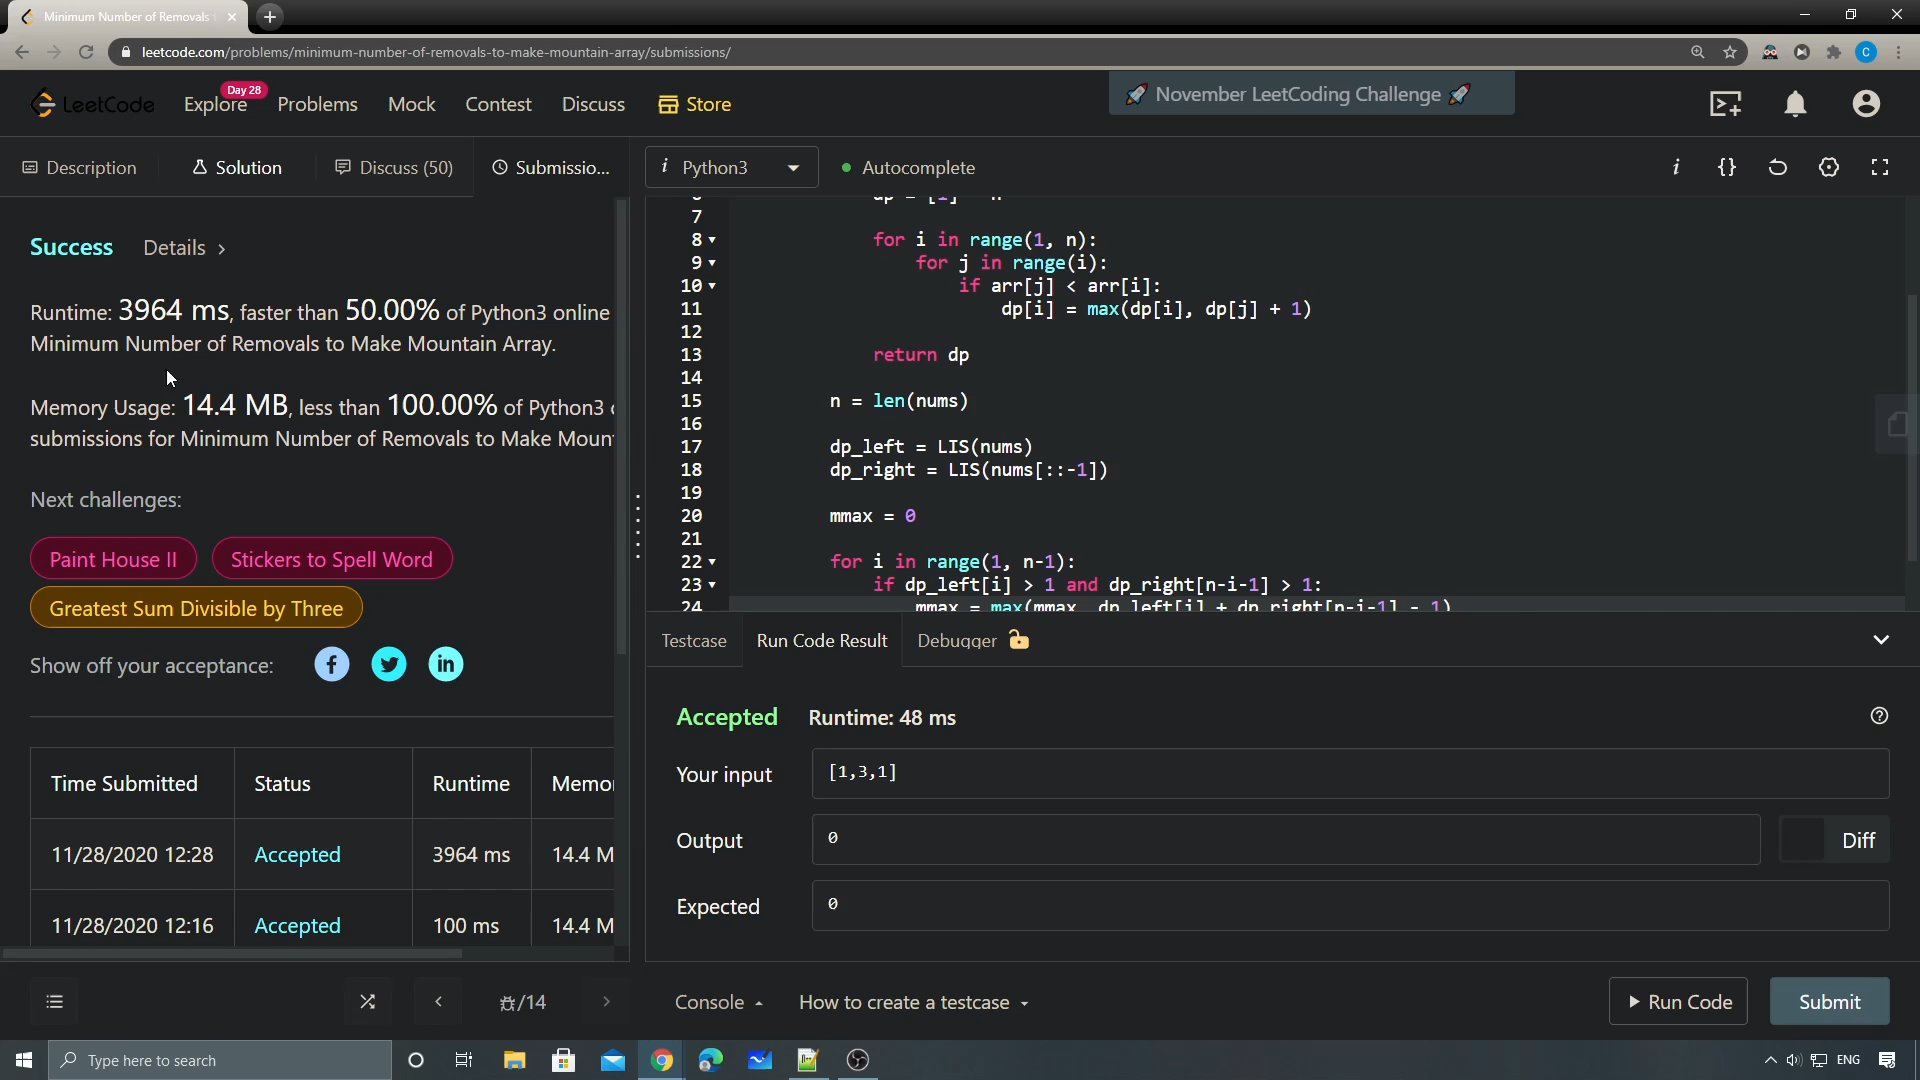 Minimum Number of Removals
leetcode.com/problems/minimum-number-of-removals-to-make-mountain-array/submissions/
C
LeetCode
Explore
Day 28
Problems
Mock
Contest
Discuss
Store
🚀 November LeetCoding Challenge 🚀
Description
Solution
Discuss (50)
Submissio...
Success
Details >
Runtime: 3964 ms, faster than 50.00% of Python3 online
Minimum Number of Removals to Make Mountain Array.
Memory Usage: 14.4 MB, less than 100.00% of Python3
submissions for Minimum Number of Removals to Make Moun
Next challenges:
Paint House II
Stickers to Spell Word
Greatest Sum Divisible by Three
Show off your acceptance:
Time Submitted Status Runtime Memo
11/28/2020 12:28 Accepted 3964 ms 14.4 M
11/28/2020 12:16 Accepted 100 ms 14.4 M
/14
i Python3
Autocomplete
i {}
7
8 for i in range(1, n):
9 for j in range(i):
10 if arr[j] < arr[i]:
11 dp[i] = max(dp[i], dp[j] + 1)
12
13 return dp
14
15 n = len(nums)
16
17 dp_left = LIS(nums)
18 dp_right = LIS(nums[::-1])
19
20 mmax = 0
21
22 for i in range(1, n-1):
23 if dp_left[i] > 1 and dp_right[n-i-1] > 1:
24 mmax = max(mmax, dp_left[i] + dp_right[n-i-1] - 1)
Testcase
Run Code Result
Debugger
Accepted
Runtime: 48 ms
Your input
[1,3,1]
Output
0
Diff
Expected
0
Console
How to create a testcase
Run Code
Submit
Type here to search
ENG